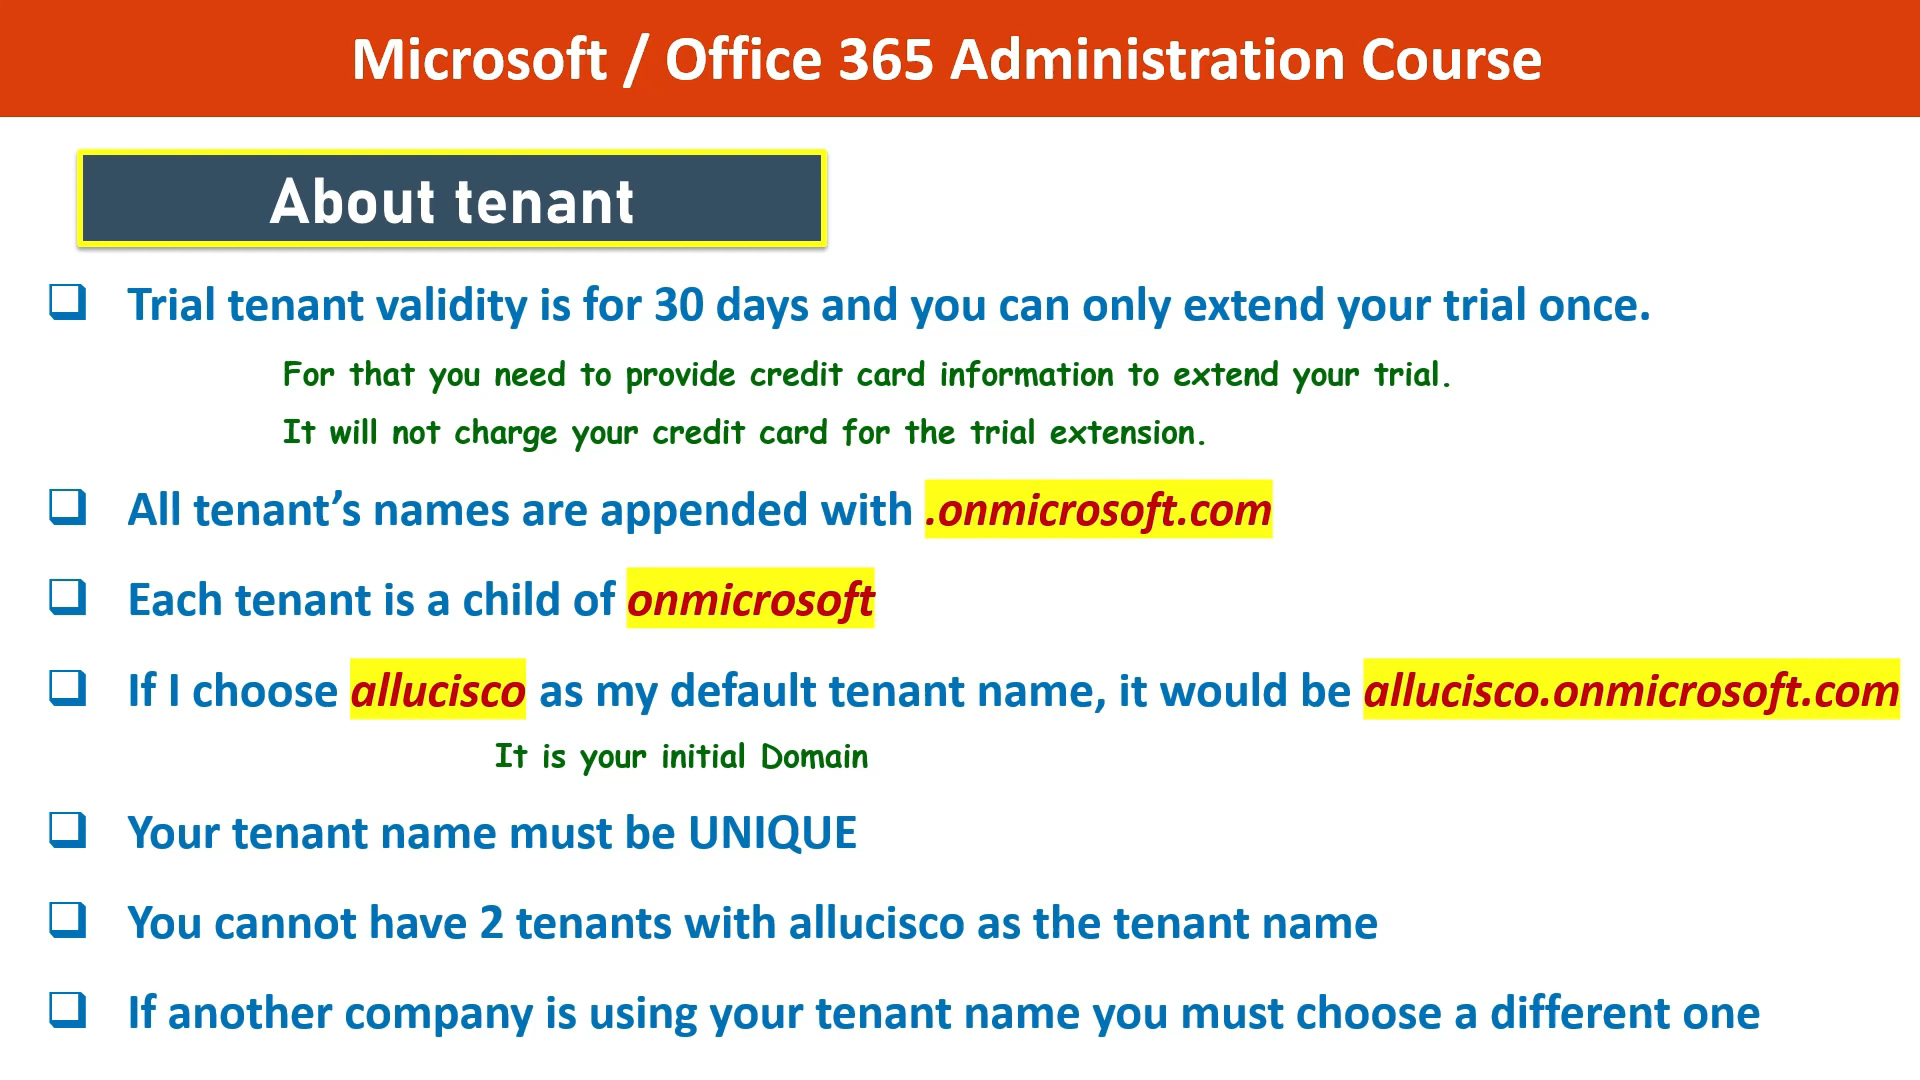 Microsoft / Office 365 Administration Course
About tenant
❑ Trial tenant validity is for 30 days and you can only extend your trial once.
For that you need to provide credit card information to extend your trial.
It will not charge your credit card for the trial extension.
❑ All tenant’s names are appended with .onmicrosoft.com
❑ Each tenant is a child of onmicrosoft
❑ If I choose allucisco as my default tenant name, it would be allucisco.onmicrosoft.com
It is your initial Domain
❑ Your tenant name must be UNIQUE
❑ You cannot have 2 tenants with allucisco as the tenant name
❑ If another company is using your tenant name you must choose a different one